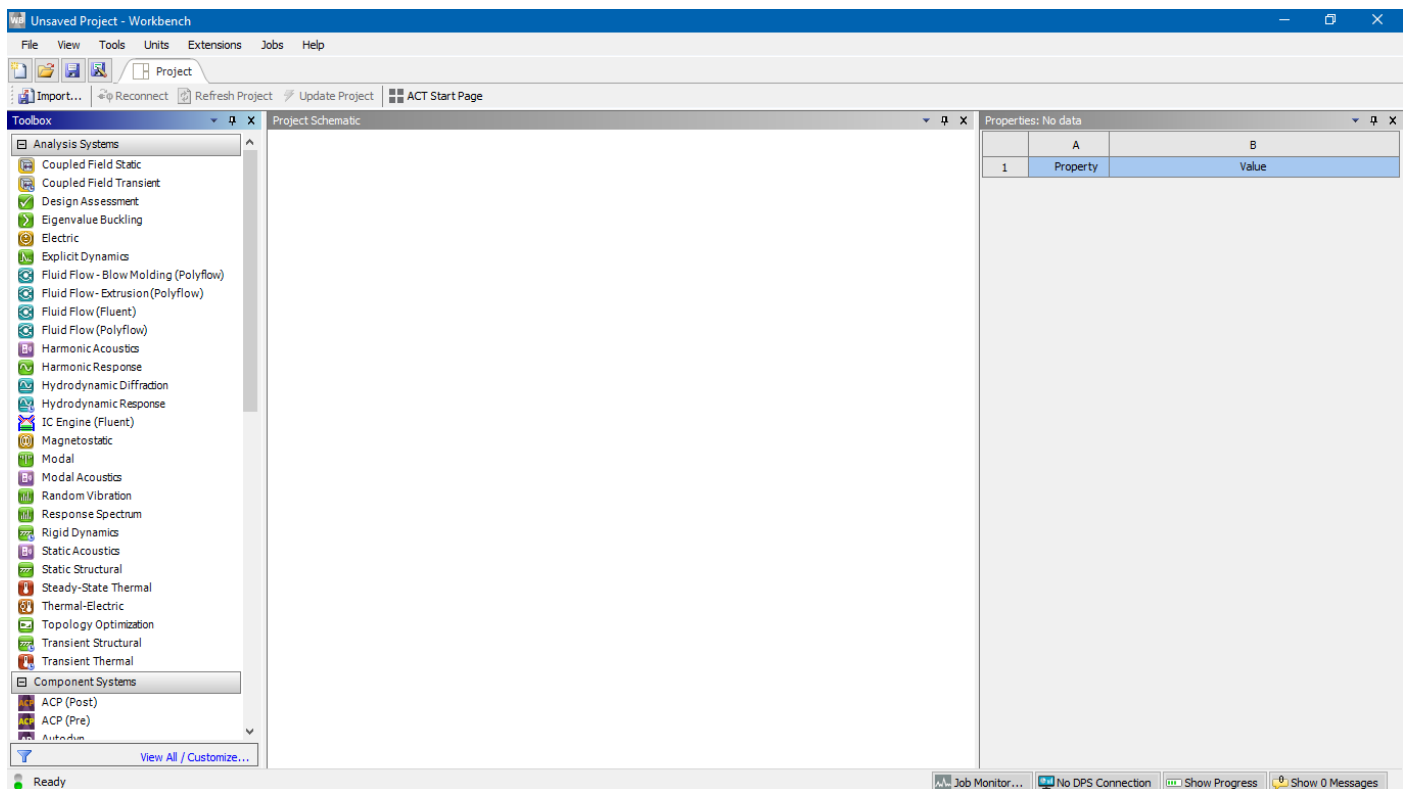 Unsaved Project - Workbench
File View Tools Units Extensions Jobs Help
Project
Import... Reconnect Refresh Project Update Project ACT Start Page
Toolbox
Project Schematic
Properties: No data
Analysis Systems
Coupled Field Static
Coupled Field Transient
Design Assessment
Eigenvalue Buckling
Electric
Explicit Dynamics
Fluid Flow - Blow Molding (Polyflow)
Fluid Flow- Extrusion (Polyflow)
Fluid Flow (Fluent)
Fluid Flow (Polyflow)
Harmonic Acoustics
Harmonic Response
Hydrodynamic Diffraction
Hydrodynamic Response
IC Engine (Fluent)
Magnetostatic
Modal
Modal Acoustics
Random Vibration
Response Spectrum
Rigid Dynamics
Static Acoustics
Static Structural
Steady-State Thermal
Thermal-Electric
Topology Optimization
Transient Structural
Transient Thermal
Component Systems
ACP (Post)
ACP (Pre)
Autodyn
View All / Customize...
A B
1 Property Value
Ready
Job Monitor... No DPS Connection Show Progress Show 0 Messages